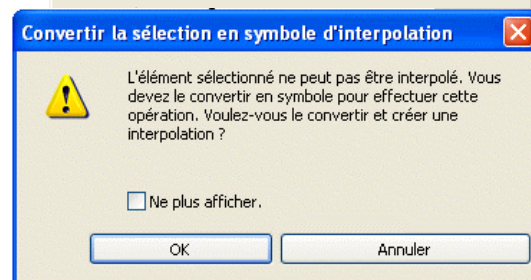 Convertir la sélection en symbole d'interpolation
L'élément sélectionné ne peut pas être interpolé. Vous
devez le convertir en symbole pour effectuer cette
opération. Voulez-vous le convertir et créer une
interpolation ?
Ne plus afficher.
OK
Annuler